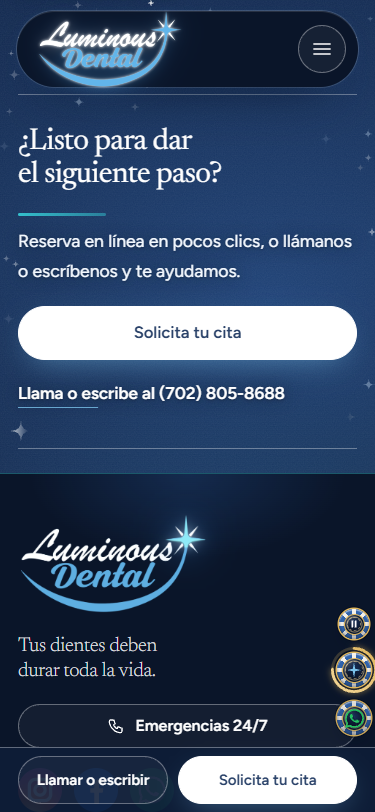 Luminous
Dental
¿Listo para dar
el siguiente paso?
Reserva en línea en pocos clics, o llámanos
o escríbenos y te ayudamos.
Solicita tu cita
Llama o escribe al (702) 805-8688
Luminous
Dental
Tus dientes deben
durar toda la vida.
Emergencias 24/7
Llamar o escribir
Solicita tu cita